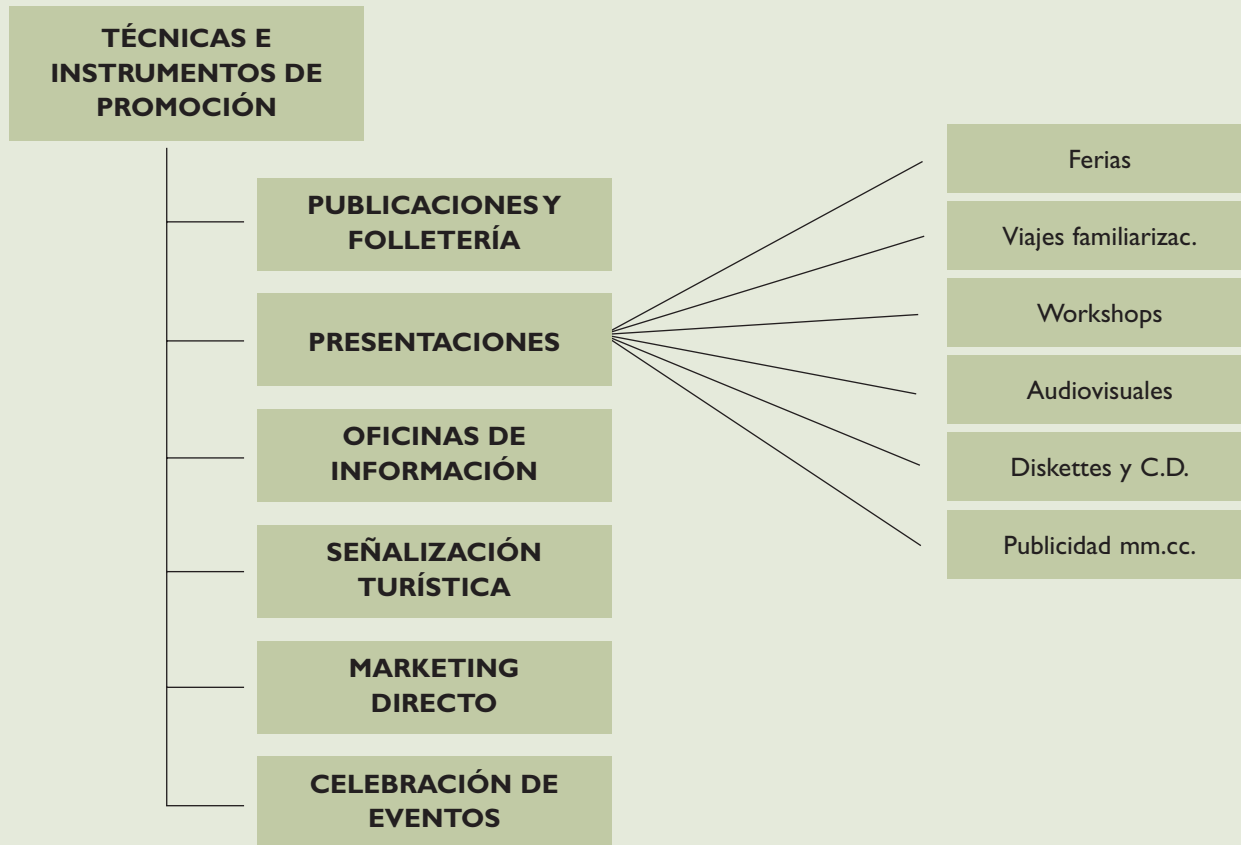 TÉCNICAS E
INSTRUMENTOS DE
PROMOCIÓN
PUBLICACIONES Y
FOLLETERÍA
PRESENTACIONES
OFICINAS DE
INFORMACIÓN
SEÑALIZACIÓN
TURÍSTICA
MARKETING
DIRECTO
CELEBRACIÓN DE
EVENTOS
Ferias
Viajes familiarizac.
Workshops
Audiovisuales
Diskettes y C.D.
Publicidad mm.cc.